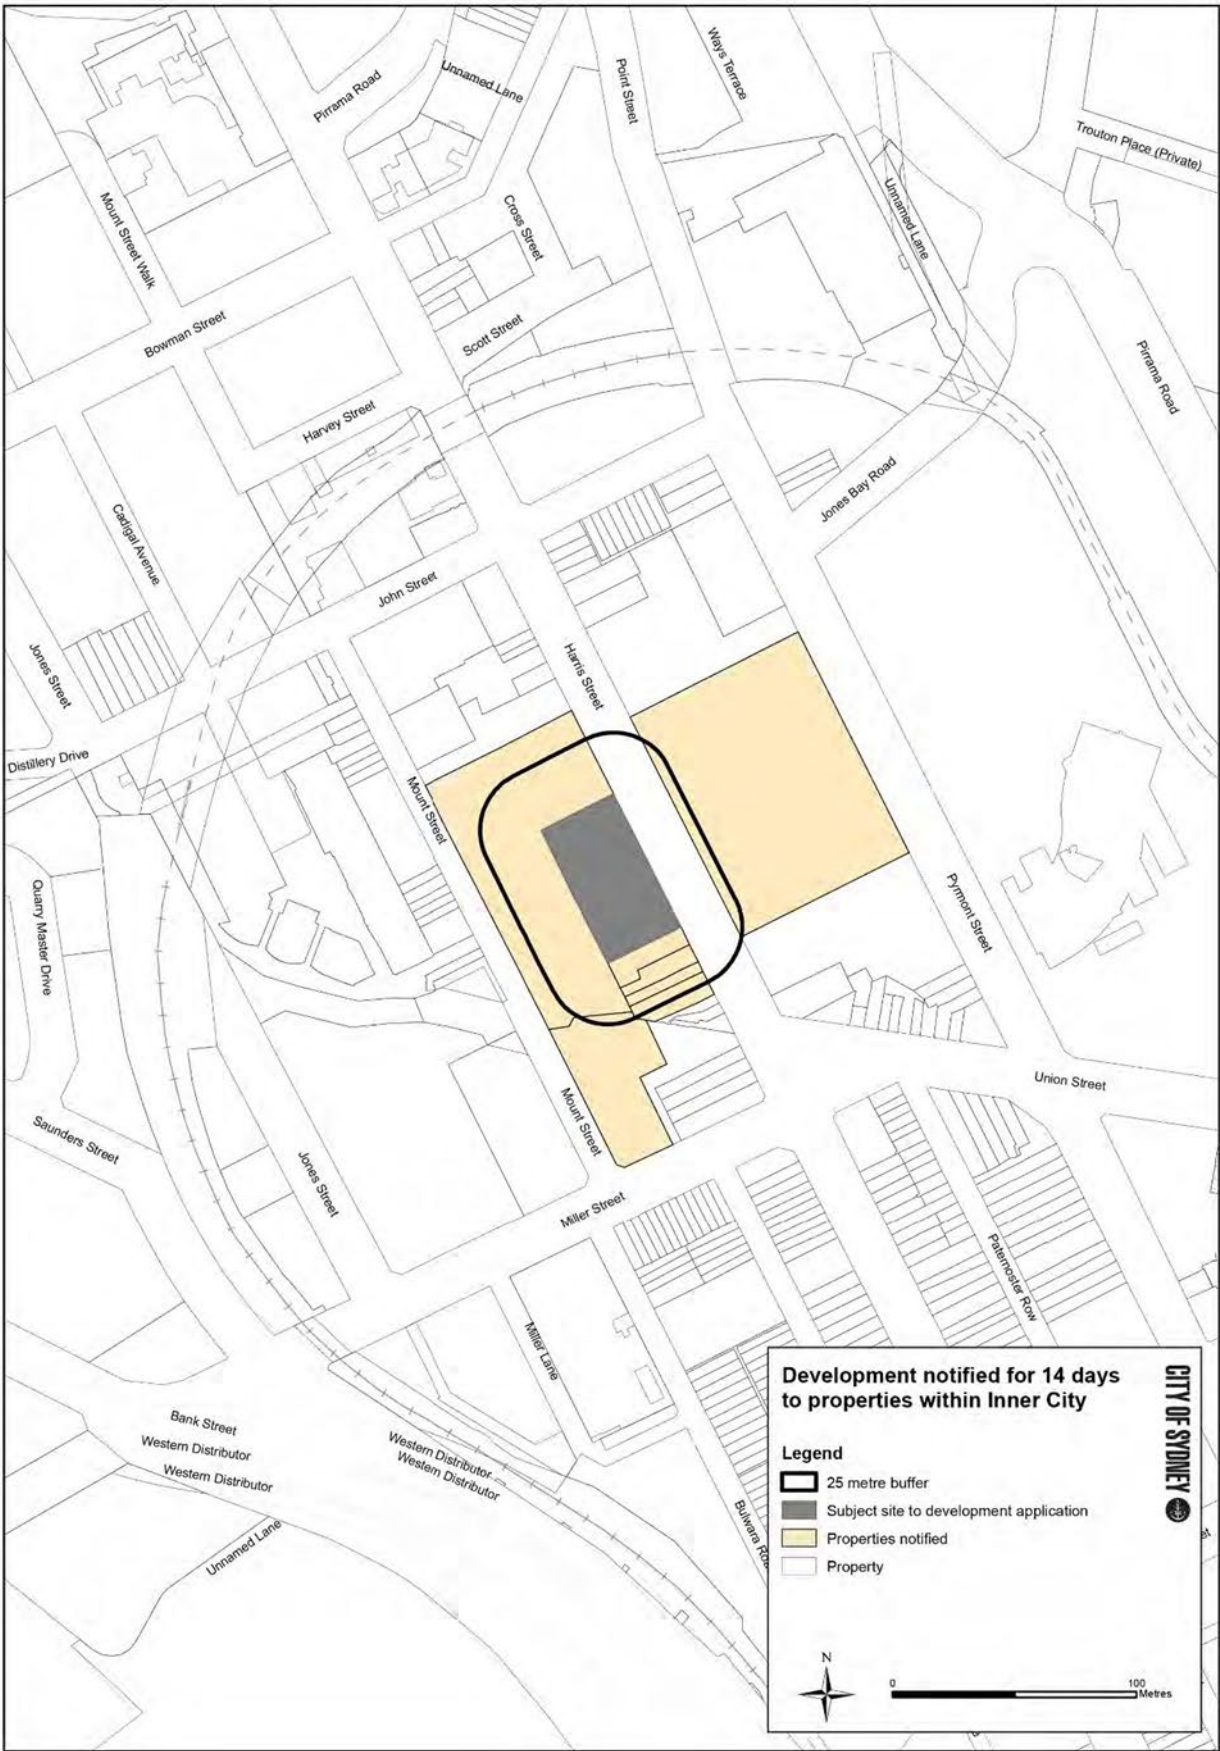 Pirrama Road
Unnamed Lane
Point Street
Ways Terrace
Trouton Place (Private)
Mount Street Walk
Cross Street
Unnamed Lane
Bowman Street
Scott Street
Pirrama Road
Harvey Street
Jones Bay Road
Cadigal Avenue
John Street
Jones Street
Harris Street
Distillery Drive
Mount Street
Quarry Master Drive
Pyrmont Street
Union Street
Saunders Street
Mount Street
Jones Street
Miller Street
Paternoster Row
Miller Lane
Bank Street
Western Distributor
Western Distributor
Western Distributor
Western Distributor
Unnamed Lane
Bulwara
Development notified for 14 days
to properties within Inner City
CITY OF SYDNEY
Legend
25 metre buffer
Subject site to development application
Properties notified
Property
N
0 100
Metres